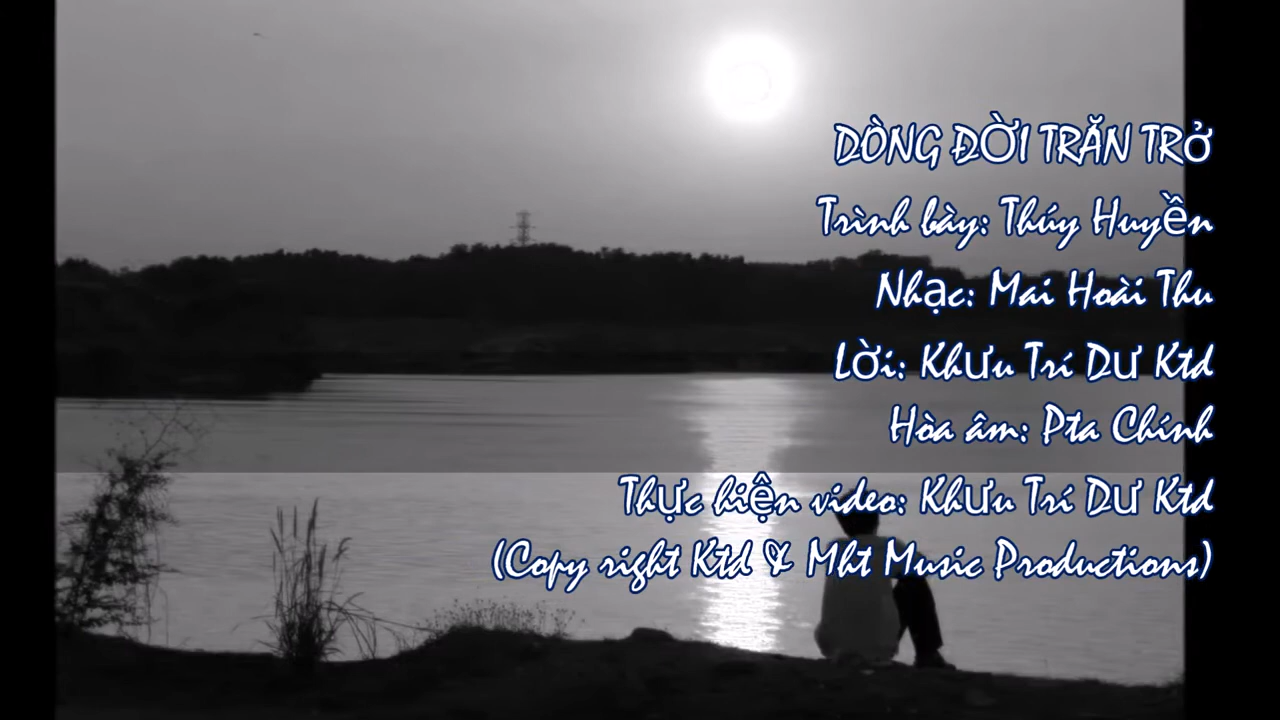 DÒNG ĐỜI TRĂN TRở
Trình bày: Thúy Huyền
Nhạc: Mai Hoài Thu
Lời: Khưu Trí Dư Ktd
Hòa âm: Pta Chính
Thực hiện video: Khưu Trí Dư Ktd
(Copy right Ktd & Mht Music Productions)